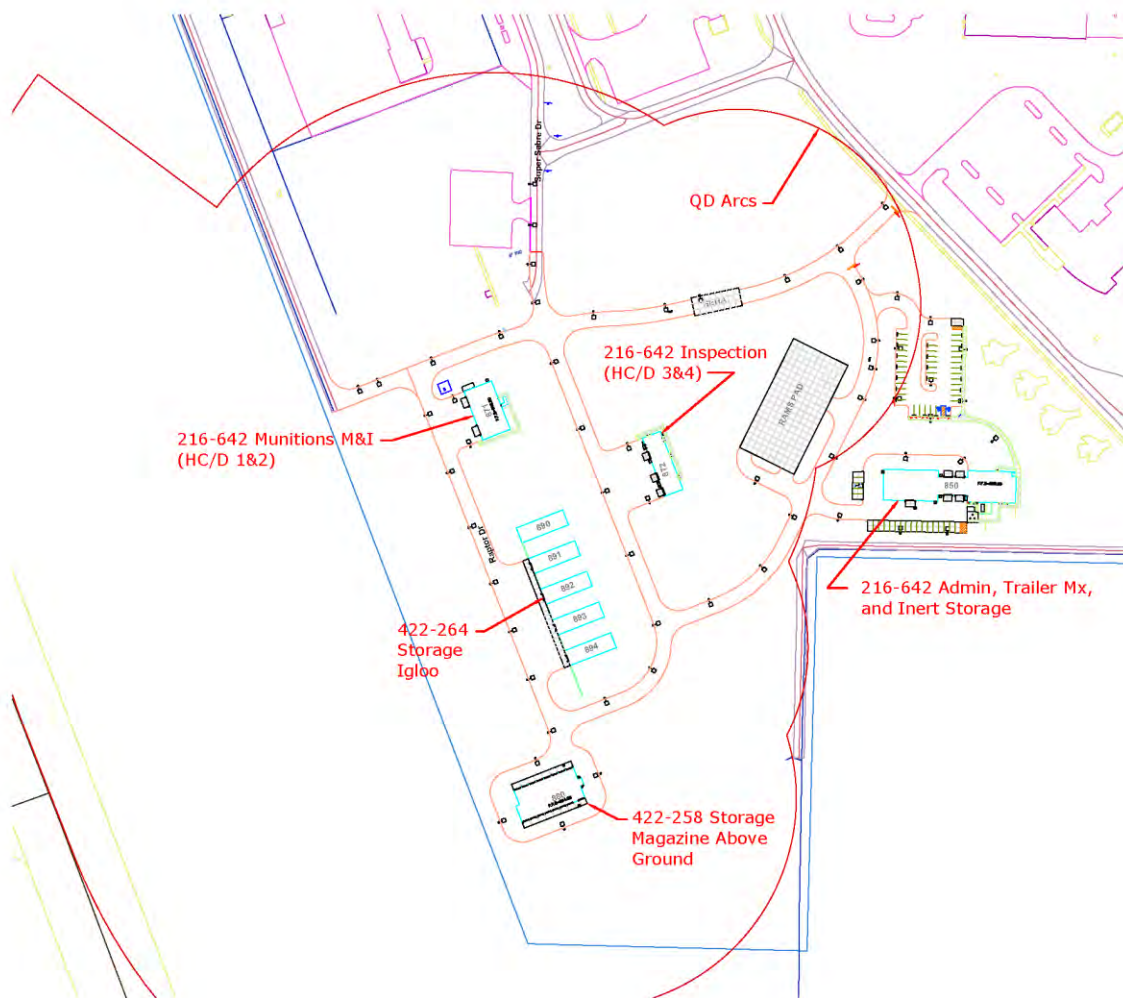 Super Sabre Dr
QD Arcs
216-642 Inspection
(HC/D 3&4)
RAMS PAD
871
216-642 Munitions M&I
(HC/D 1&2)
872
850
Raptor Dr
890
891
892
893
894
216-642 Admin, Trailer Mx,
and Inert Storage
422-264
Storage
Igloo
422-258 Storage
Magazine Above
Ground